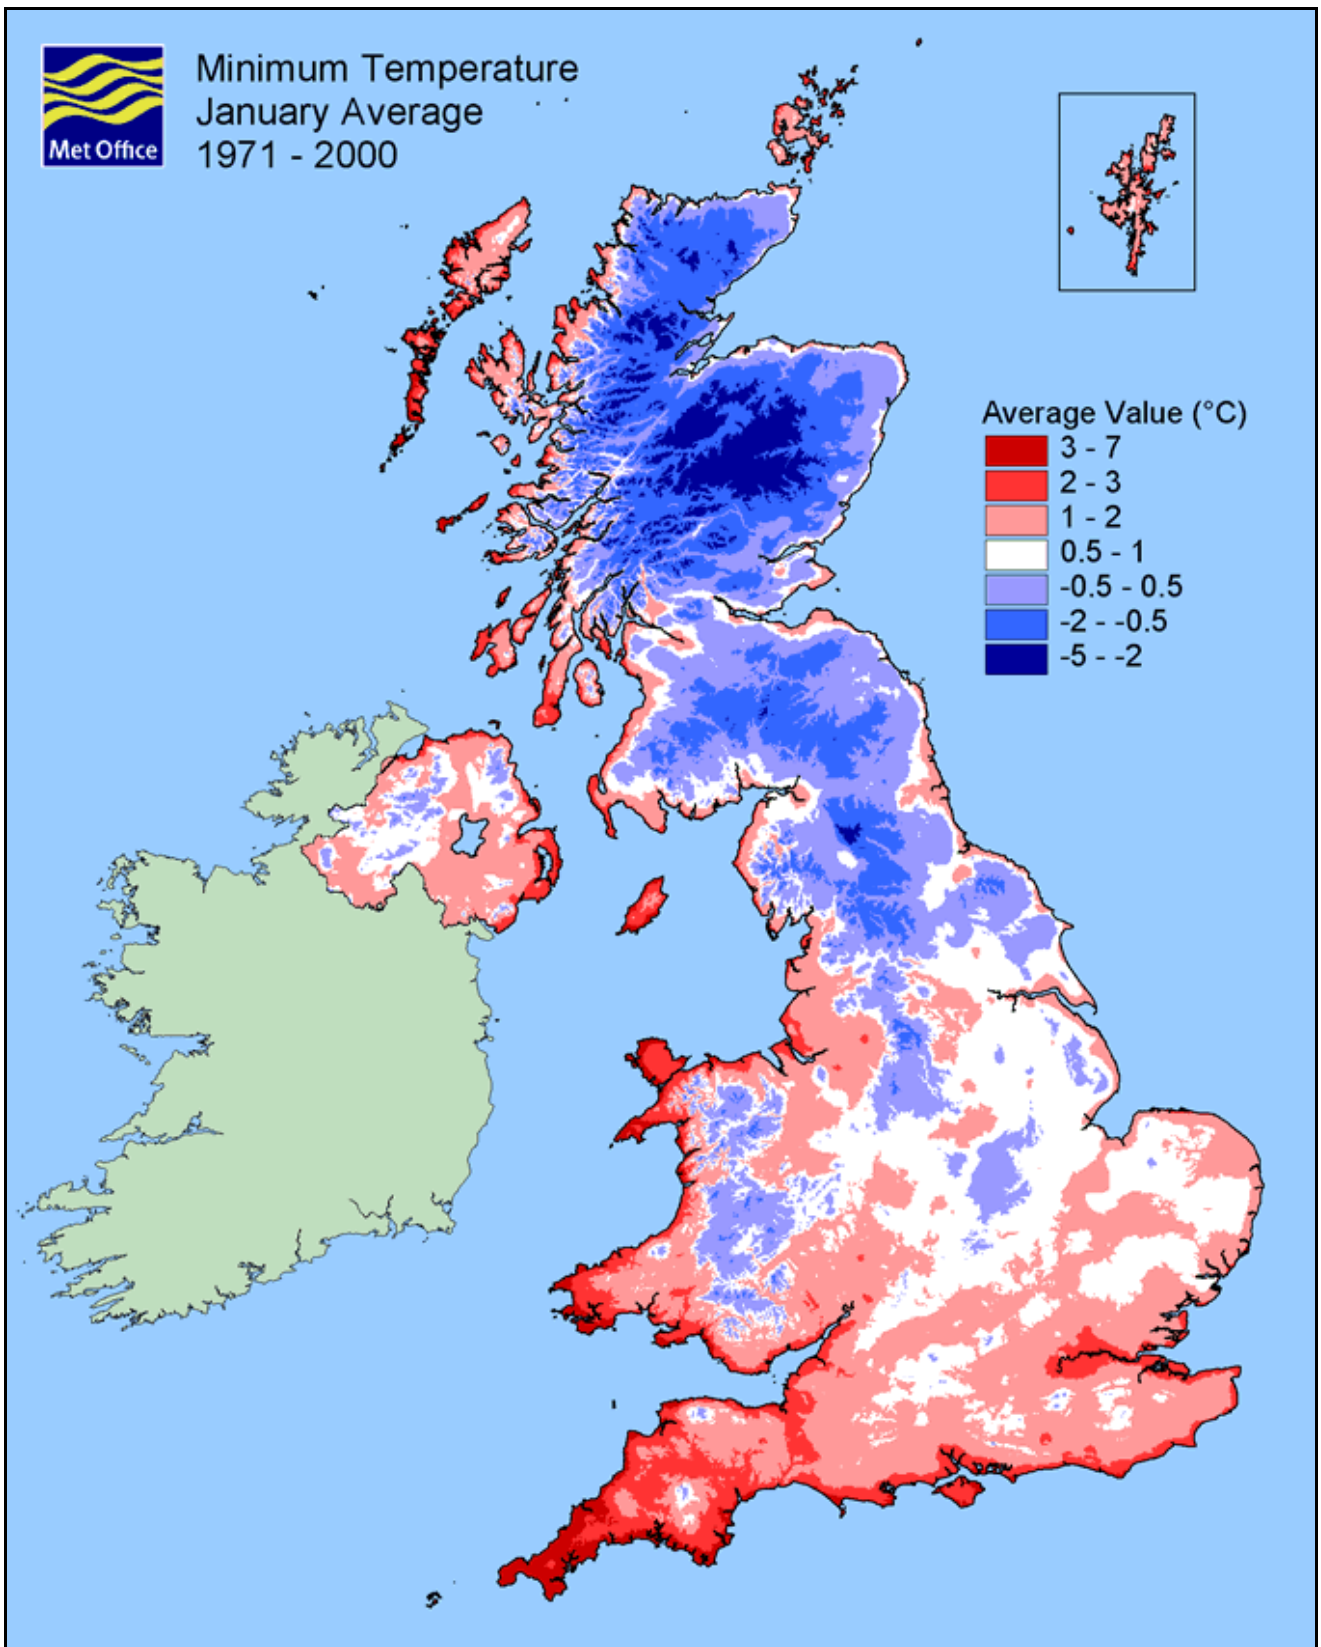 Met Office
Minimum Temperature
January Average
1971 - 2000
Average Value (°C)
3 - 7
2 - 3
1 - 2
0.5 - 1
-0.5 - 0.5
-2 - -0.5
-5 - -2